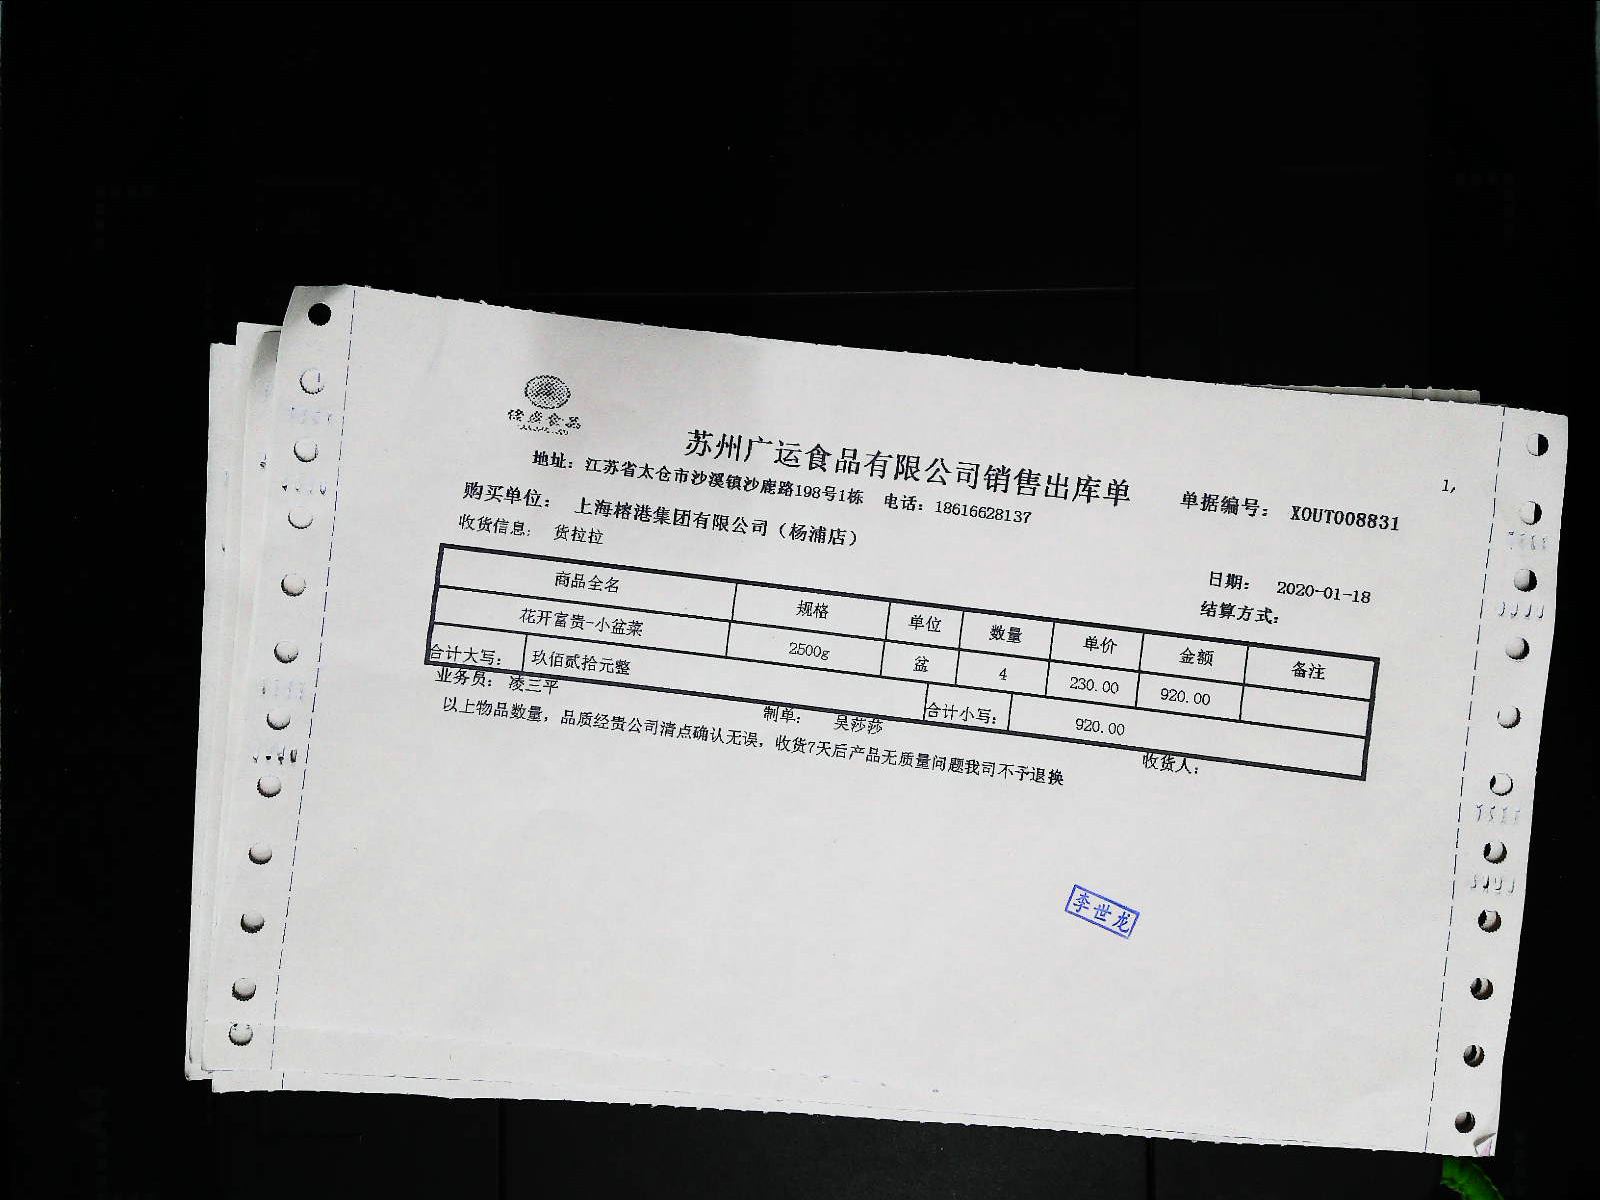 苏州广运食品有限公司销售出库单
1,
地址：江苏省太仓市沙溪镇沙鹿路198号1栋 电话：18616628137
单据编号： XOUT008831
购买单位： 上海榕港集团有限公司（杨浦店）
收货信息： 货拉拉
日期： 2020-01-18
结算方式：
商品全名 规格 单位 数量 单价 金额 备注
花开富贵-小盆菜 2500g 盆 4 230.00 920.00
合计大写： 玖佰贰拾元整 合计小写： 920.00
业务员： 凌三平 制单： 吴莎莎 收货人：
以上物品数量，品质经贵公司清点确认无误，收货7天后产品无质量问题我司不予退换
李世龙